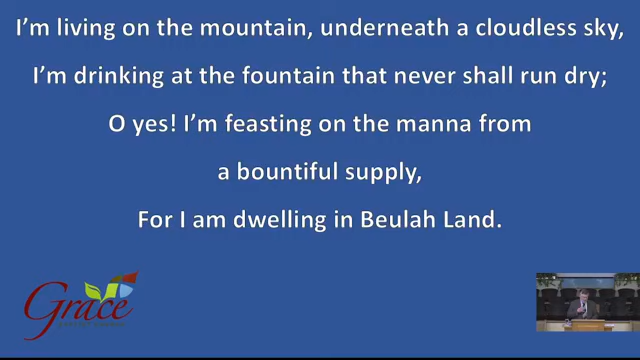 I'm living on the mountain, underneath a cloudless sky,
I'm drinking at the fountain that never shall run dry;
O yes! I'm feasting on the manna from
a bountiful supply,
For I am dwelling in Beulah Land.
Grace